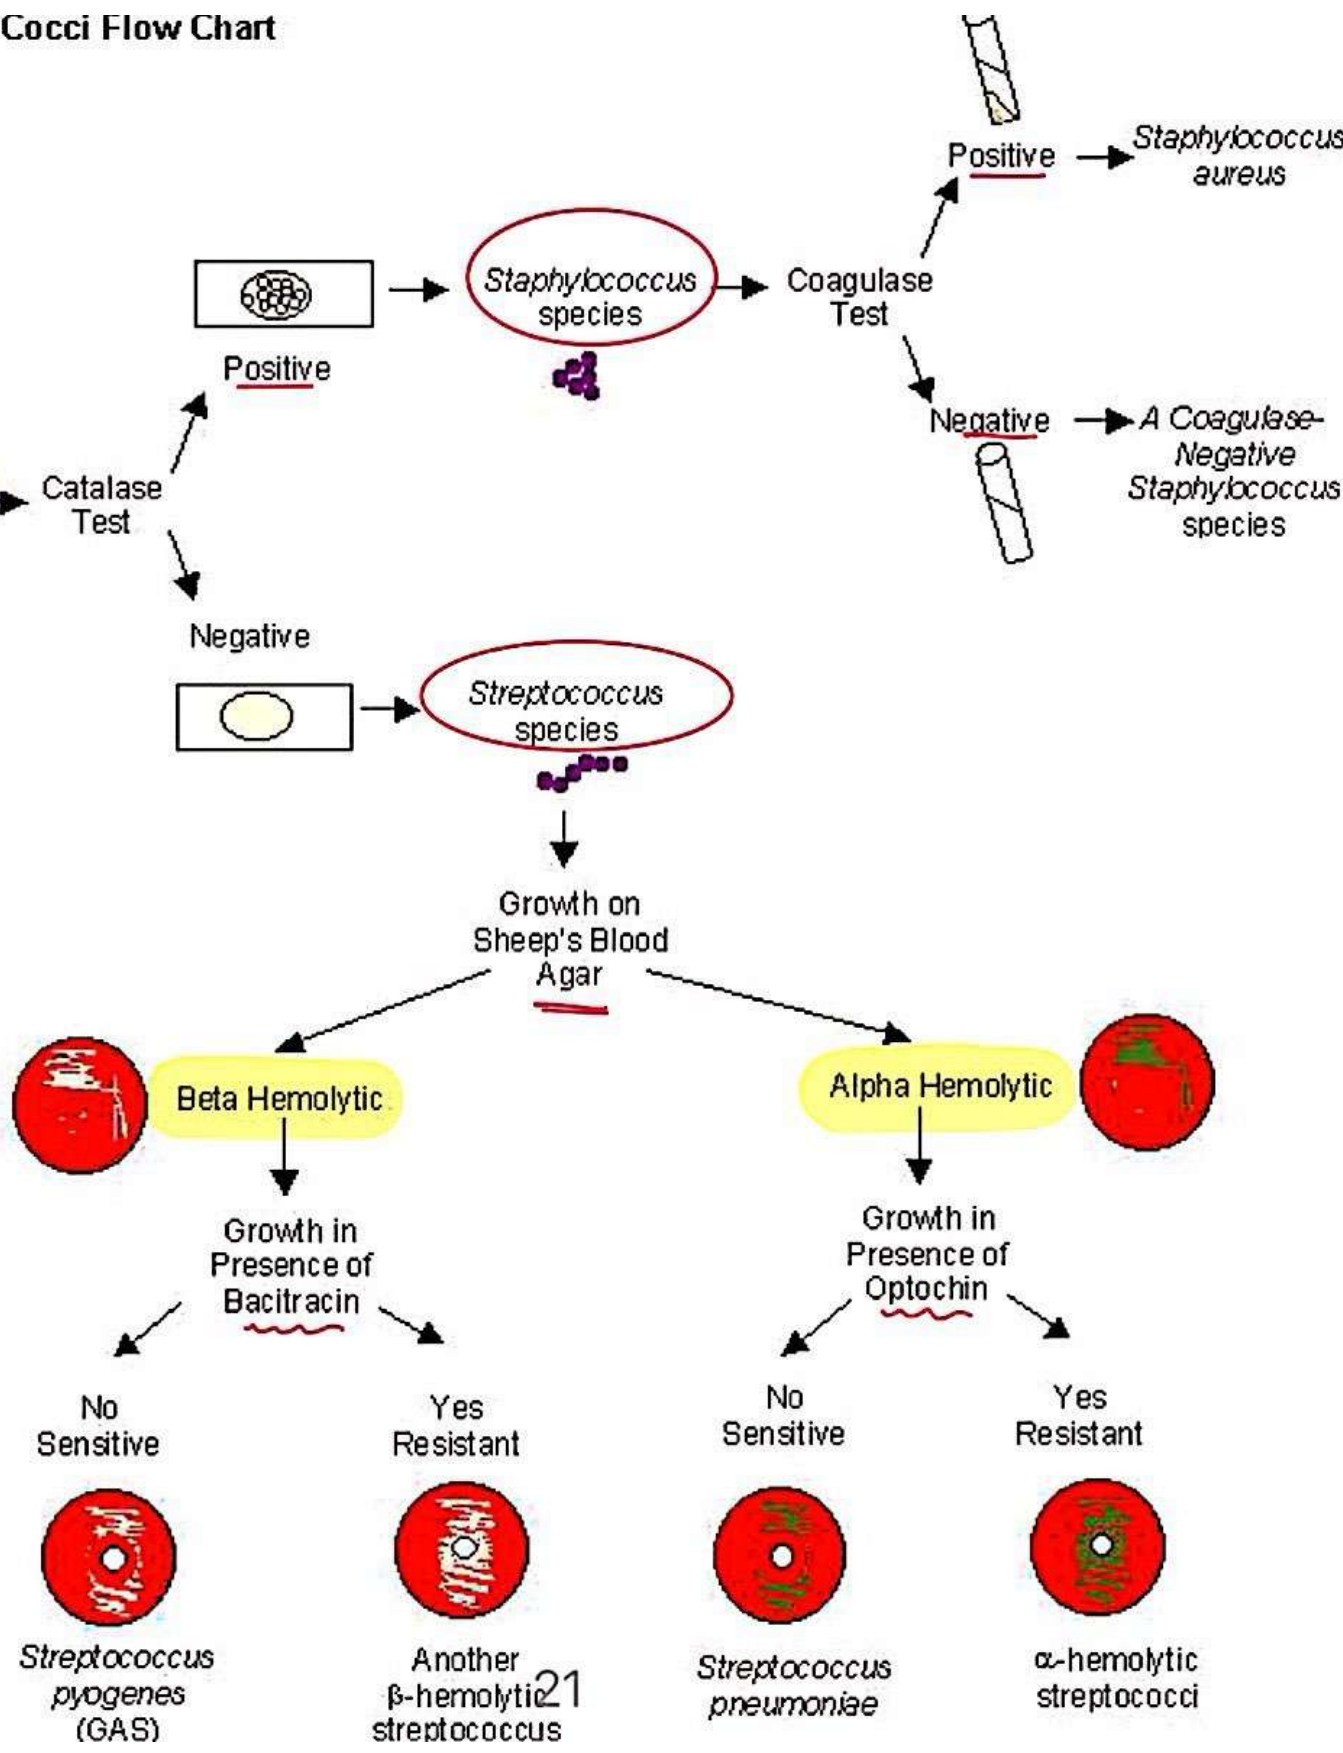 Cocci Flow Chart
Positive
Staphylococcus
aureus
Staphylococcus
species
Coagulase
Test
Positive
Negative
A Coagulase-
Negative
Staphylococcus
species
Catalase
Test
Negative
Streptococcus
species
Growth on
Sheep's Blood
Agar
Beta Hemolytic
Alpha Hemolytic
Growth in
Presence of
Bacitracin
Growth in
Presence of
Optochin
No
Sensitive
Yes
Resistant
No
Sensitive
Yes
Resistant
Streptococcus
pyogenes
(GAS)
Another
β-hemolytic
streptococcus
21
Streptococcus
pneumoniae
α-hemolytic
streptococci